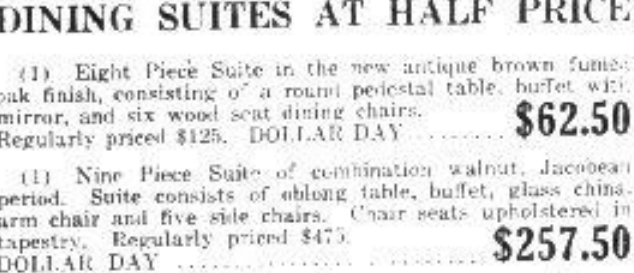 DINING SUITES AT HALF PRICE
(1) Eight Piece Suite in the new antique brown fumed
oak finish, consisting of a round pedestal table, buffet with
mirror, and six wood seat dining chairs.
Regularly priced $125. DOLLAR DAY .......... $62.50
(1) Nine Piece Suite of combination walnut, Jacobean
period. Suite consists of oblong table, buffet, glass china,
arm chair and five side chairs. Chair seats upholstered in
tapestry. Regularly priced
DOLLAR DAY .......................... $257.50